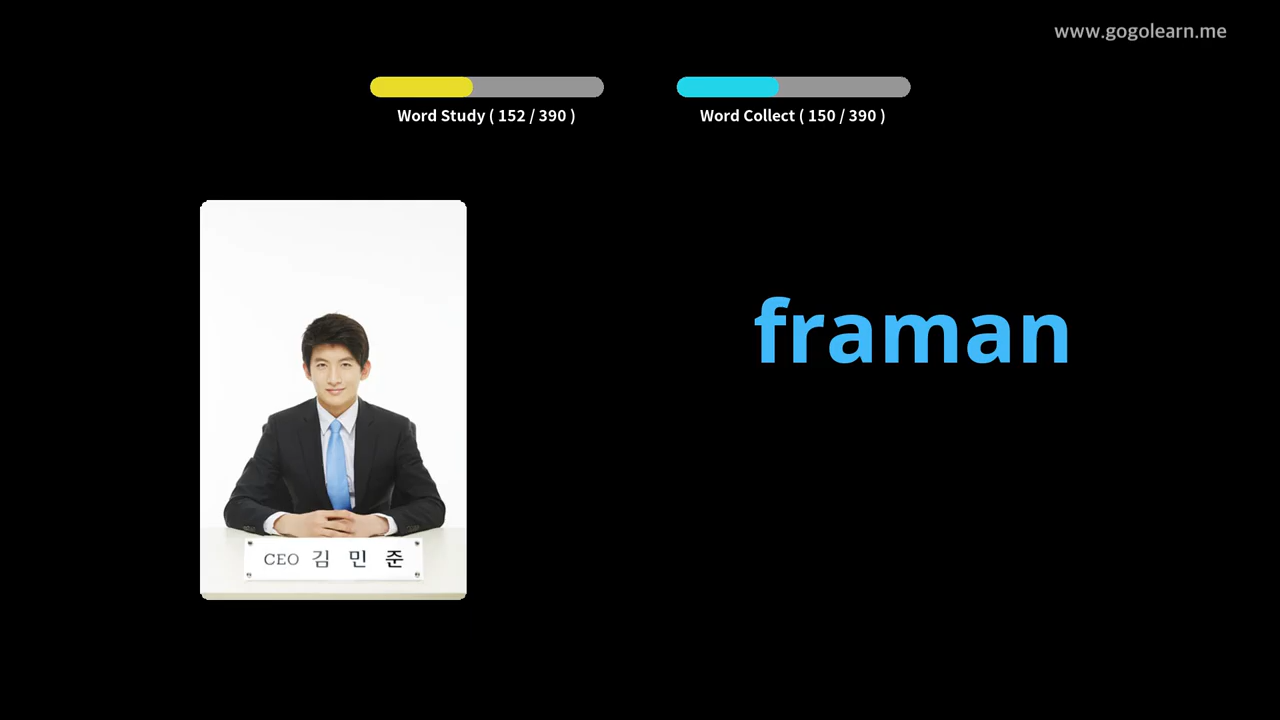 www.gogolearn.me
Word Study ( 152 / 390 )
Word Collect ( 150 / 390 )
framan
CEO 김 민 준